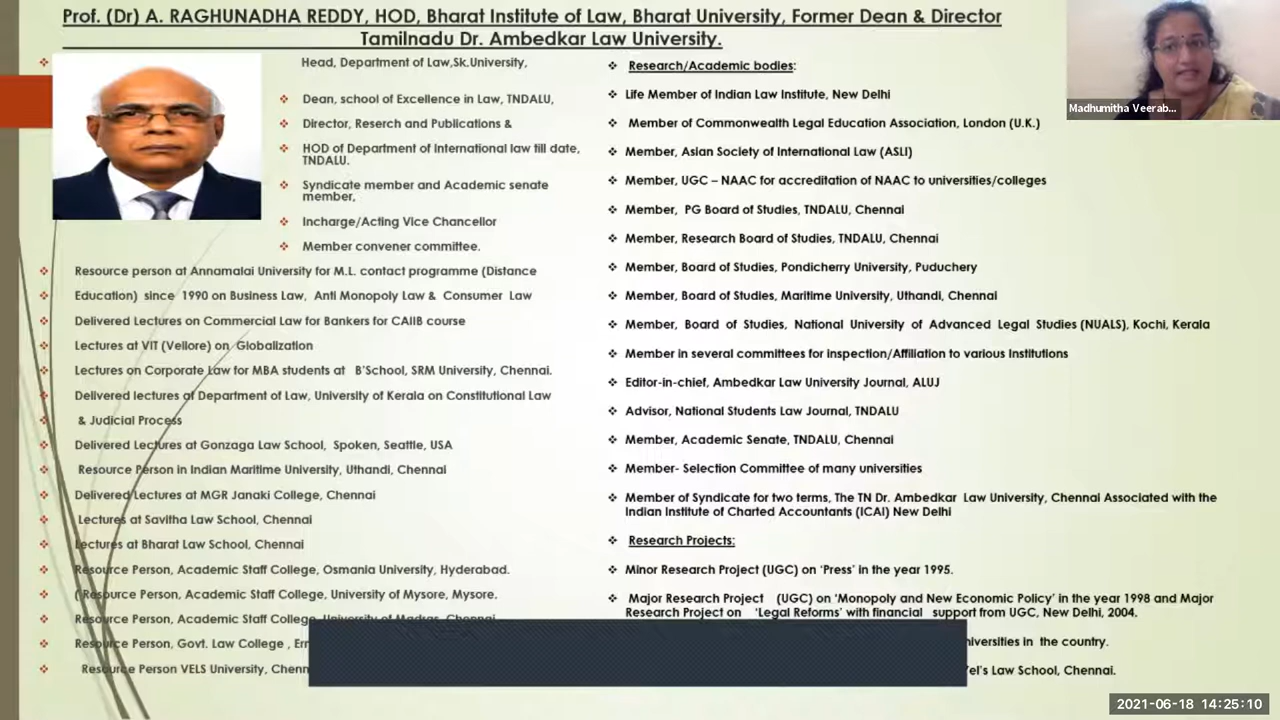 Prof. (Dr) A. RAGHUNADHA REDDY, HOD, Bharat Institute of Law, Bharat University, Former Dean & Director
Tamilnadu Dr. Ambedkar Law University.
Head, Department of Law,Sk.University,
Dean, school of Excellence in Law, TNDALU,
Director, Reserch and Publications &
HOD of Department of International law till date,
TNDALU.
Syndicate member and Academic senate
member,
Incharge/Acting Vice Chancellor
Member convener committee.
Resource person at Annamalai University for M.L. contact programme (Distance
Education) since 1990 on Business Law, Anti Monopoly Law & Consumer Law
Delivered Lectures on Commercial Law for Bankers for CAIIB course
Lectures at VIT (Vellore) on Globalization
Lectures on Corporate Law for MBA students at B'School, SRM University, Chennai.
Delivered lectures at Department of Law, University of Kerala on Constitutional Law
& Judicial Process
Delivered Lectures at Gonzaga Law School, Spoken, Seattle, USA
Resource Person in Indian Maritime University, Uthandi, Chennai
Delivered Lectures at MGR Janaki College, Chennai
Lectures at Savitha Law School, Chennai
Lectures at Bharat Law School, Chennai
Resource Person, Academic Staff College, Osmania University, Hyderabad.
( Resource Person, Academic Staff College, University of Mysore, Mysore.
Resource Person, Academic Staff College, University of Madras, Chennai
Resource Person, Govt. Law College ,
Resource Person VELS University,
Research/Academic bodies:
Life Member of Indian Law Institute, New Delhi
Member of Commonwealth Legal Education Association, London (U.K.)
Member, Asian Society of International Law (ASLI)
Member, UGC – NAAC for accreditation of NAAC to universities/colleges
Member, PG Board of Studies, TNDALU, Chennai
Member, Research Board of Studies, TNDALU, Chennai
Member, Board of Studies, Pondicherry University, Puduchery
Member, Board of Studies, Maritime University, Uthandi, Chennai
Member, Board of Studies, National University of Advanced Legal Studies (NUALS), Kochi, Kerala
Member in several committees for inspection/Affiliation to various Institutions
Editor-in-chief, Ambedkar Law University Journal, ALUJ
Advisor, National Students Law Journal, TNDALU
Member, Academic Senate, TNDALU, Chennai
Member- Selection Committee of many universities
Member of Syndicate for two terms, The TN Dr. Ambedkar Law University, Chennai Associated with the
Indian Institute of Charted Accountants (ICAI) New Delhi
Research Projects:
Minor Research Project (UGC) on 'Press' in the year 1995.
Major Research Project (UGC) on 'Monopoly and New Economic Policy' in the year 1998 and Major
Research Project on 'Legal Reforms' with financial support from UGC, New Delhi, 2004.
in the country.
Law School, Chennai.
Madhumitha Veerab...
2021-06-18 14:25:10